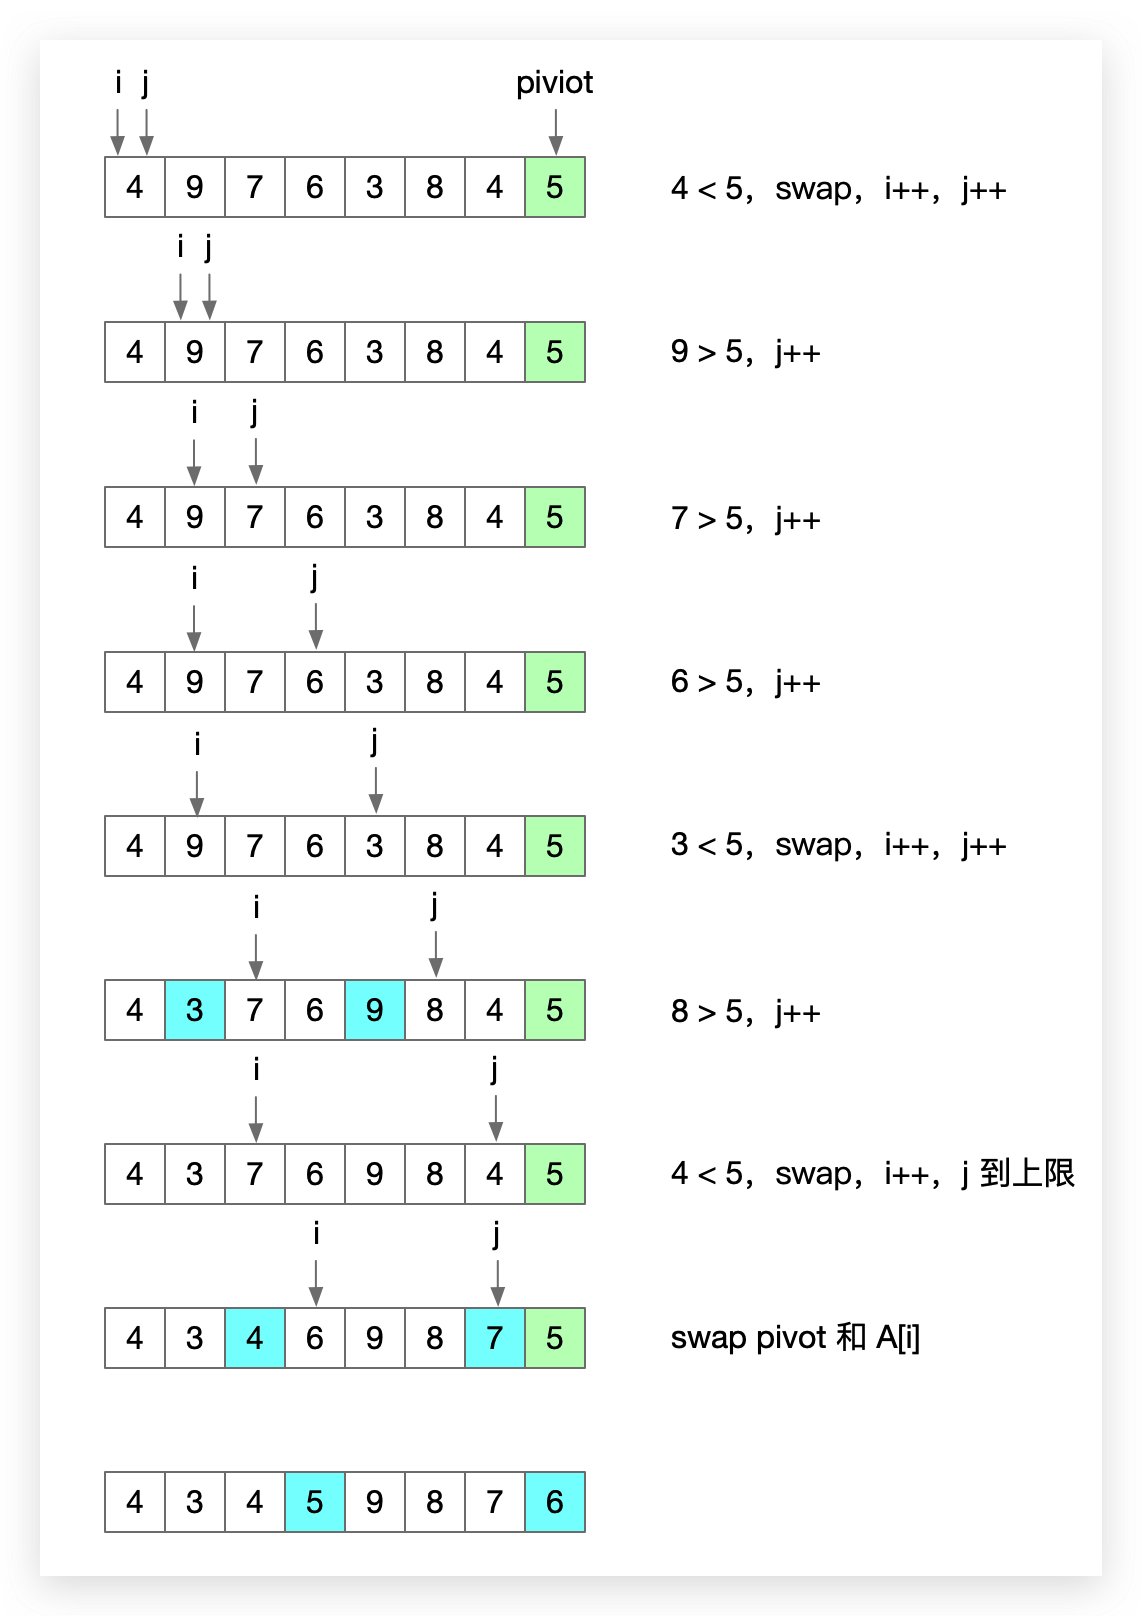 i j piviot
4 9 7 6 3 8 4 5 4 < 5，swap，i++，j++
i j
4 9 7 6 3 8 4 5 9 > 5，j++
i j
4 9 7 6 3 8 4 5 7 > 5，j++
i j
4 9 7 6 3 8 4 5 6 > 5，j++
i j
4 9 7 6 3 8 4 5 3 < 5，swap，i++，j++
i j
4 3 7 6 9 8 4 5 8 > 5，j++
i j
4 3 7 6 9 8 4 5 4 < 5，swap，i++，j 到上限
i j
4 3 4 6 9 8 7 5 swap pivot 和 A[i]
4 3 4 5 9 8 7 6